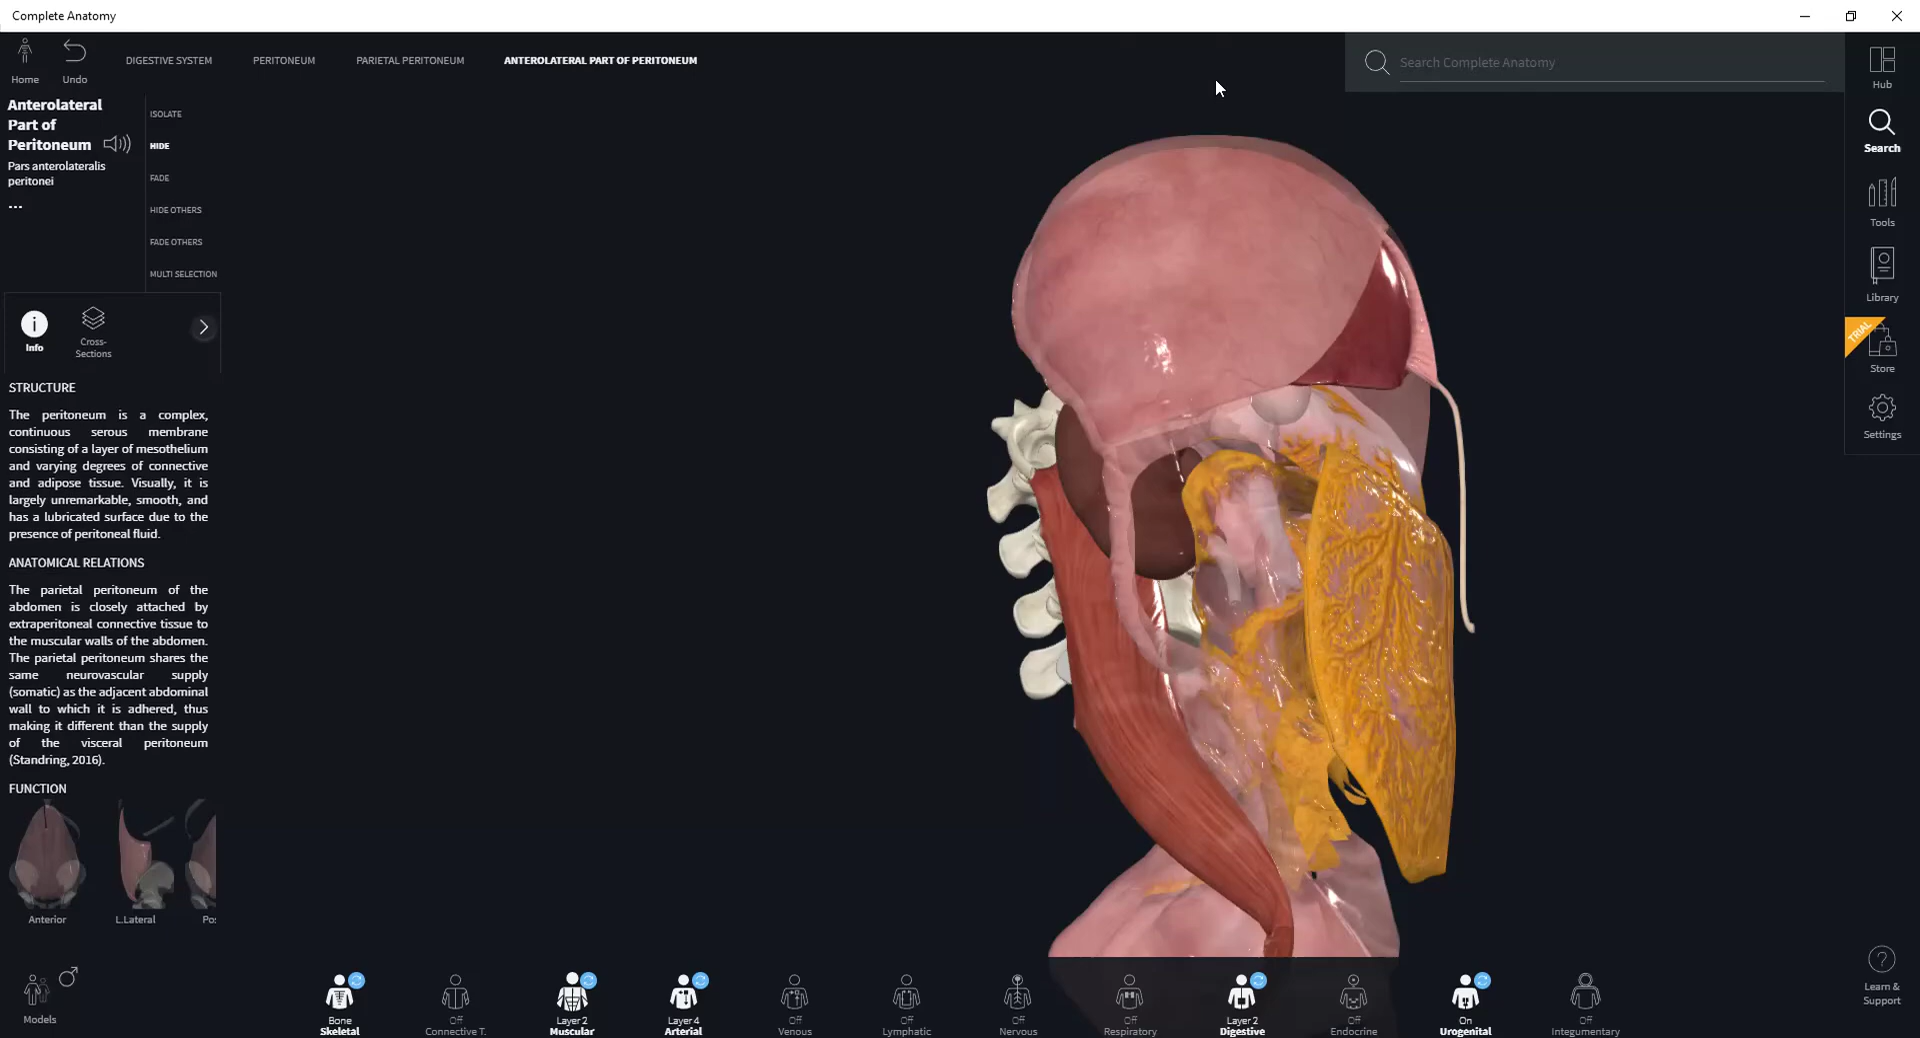 Complete Anatomy
Home
Undo
DIGESTIVE SYSTEM
PERITONEUM
PARIETAL PERITONEUM
ANTEROLATERAL PART OF PERITONEUM
Search Complete Anatomy
Hub
Search
Tools
Library
TRIAL
Store
Settings
Anterolateral
Part of
Peritoneum
Pars anterolateralis
peritonei
...
ISOLATE
HIDE
FADE
HIDE OTHERS
FADE OTHERS
MULTI SELECTION
Info
Cross-
Sections
STRUCTURE
The peritoneum is a complex,
continuous serous membrane
consisting of a layer of mesothelium
and varying degrees of connective
and adipose tissue. Visually, it is
largely unremarkable, smooth, and
has a lubricated surface due to the
presence of peritoneal fluid.
ANATOMICAL RELATIONS
The parietal peritoneum of the
abdomen is closely attached by
extraperitoneal connective tissue to
the muscular walls of the abdomen.
The parietal peritoneum shares the
same neurovascular supply
(somatic) as the adjacent abdominal
wall to which it is adhered, thus
making it different than the supply
of the visceral peritoneum
(Standring, 2016).
FUNCTION
Anterior
L.Lateral
Pos
Models
Bone
Skeletal
Off
Connective T.
Layer 2
Muscular
Layer 4
Arterial
Off
Venous
Off
Lymphatic
Off
Nervous
Off
Respiratory
Layer 2
Digestive
Off
Endocrine
On
Urogenital
Off
Integumentary
?
Learn &
Support